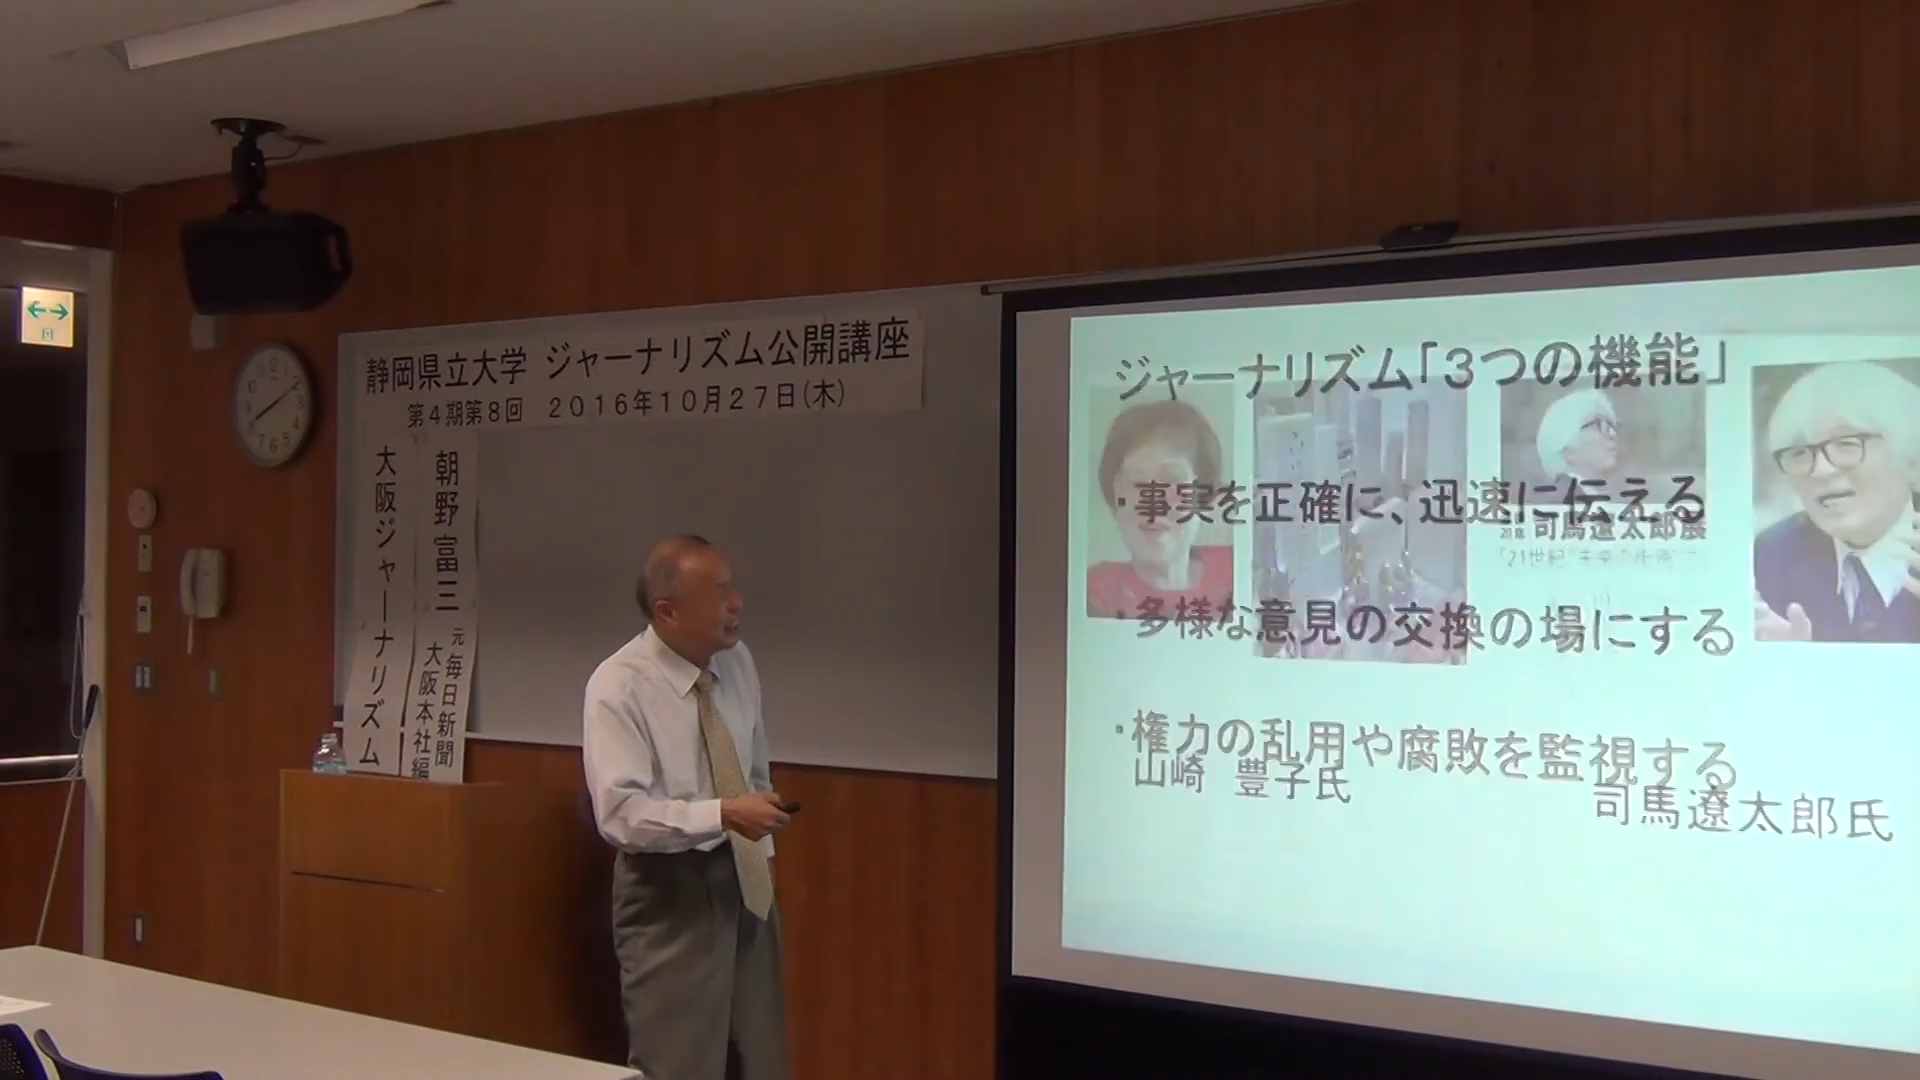 静岡県立大学 ジャーナリズム公開講座
第4期第8回 2016年10月27日(木)
大阪ジャーナリズム
朝野富三
元毎日新聞
大阪本社編
ジャーナリズム「3つの機能」
・事実を正確に、迅速に伝える
司馬遼太郎展
・多様な意見の交換の場にする
・権力の乱用や腐敗を監視する
山崎 豊子氏
司馬遼太郎氏